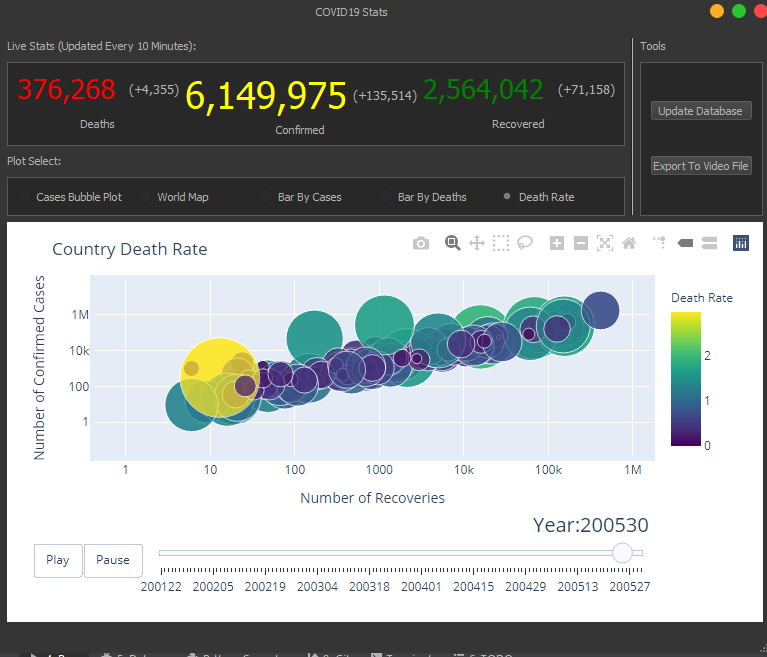 COVID19 Stats
Live Stats (Updated Every 10 Minutes):
Tools
376,268 (+4,355) 6,149,975 (+135,514) 2,564,042 (+71,158)
Deaths Confirmed Recovered
Update Database
Export To Video File
Plot Select:
Cases Bubble Plot World Map Bar By Cases Bar By Deaths Death Rate
Country Death Rate
Death Rate
Number of Confirmed Cases
1M
10k
100
1
2
1
0
1 10 100 1000 10k 100k 1M
Number of Recoveries
Year:200530
Play Pause
200122 200205 200219 200304 200318 200401 200415 200429 200513 200527